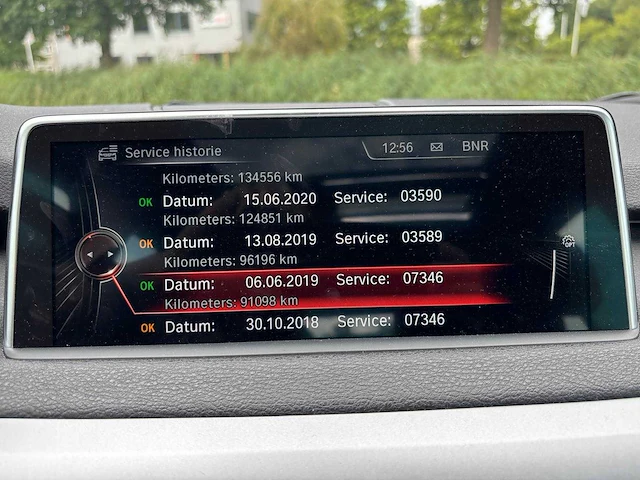 Service historie
12:56 BNR
Kilometers: 134556 km
OK Datum: 15.06.2020 Service: 03590
Kilometers: 124851 km
OK Datum: 13.08.2019 Service: 03589
Kilometers: 96196 km
OK Datum: 06.06.2019 Service: 07346
Kilometers: 91098 km
OK Datum: 30.10.2018 Service: 07346
OPT